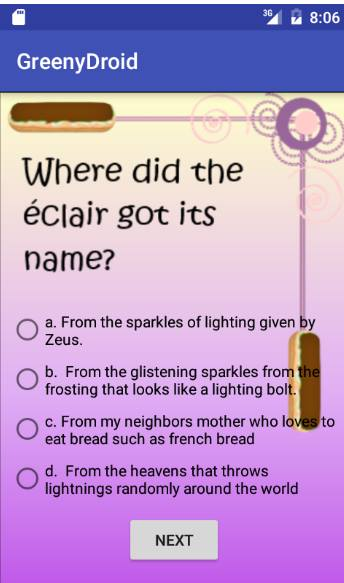 3G 8:06
GreenyDroid
Where did the
éclair got its
name?
a. From the sparkles of lighting given by
Zeus.
b. From the glistening sparkles from the
frosting that looks like a lighting bolt.
c. From my neighbors mother who loves to
eat bread such as french bread
d. From the heavens that throws
lightnings randomly around the world
NEXT